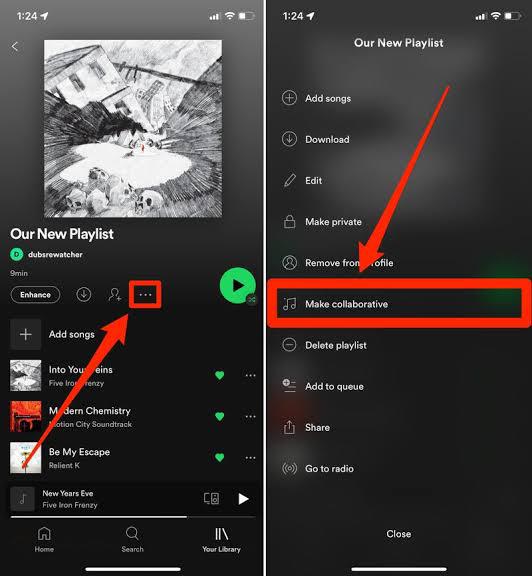 1:24
Our New Playlist
D dubsrewatcher
9min
Enhance
Add songs
Into Your Veins
Five Iron Frenzy
Modern Chemistry
Motion City Soundtrack
Be My Escape
Relient K
New Years Eve
Five Iron Frenzy
Home
Search
Your Library
1:24
Our New Playlist
Add songs
Download
Edit
Make private
Remove from profile
Make collaborative
Delete playlist
Add to queue
Share
Go to radio
Close